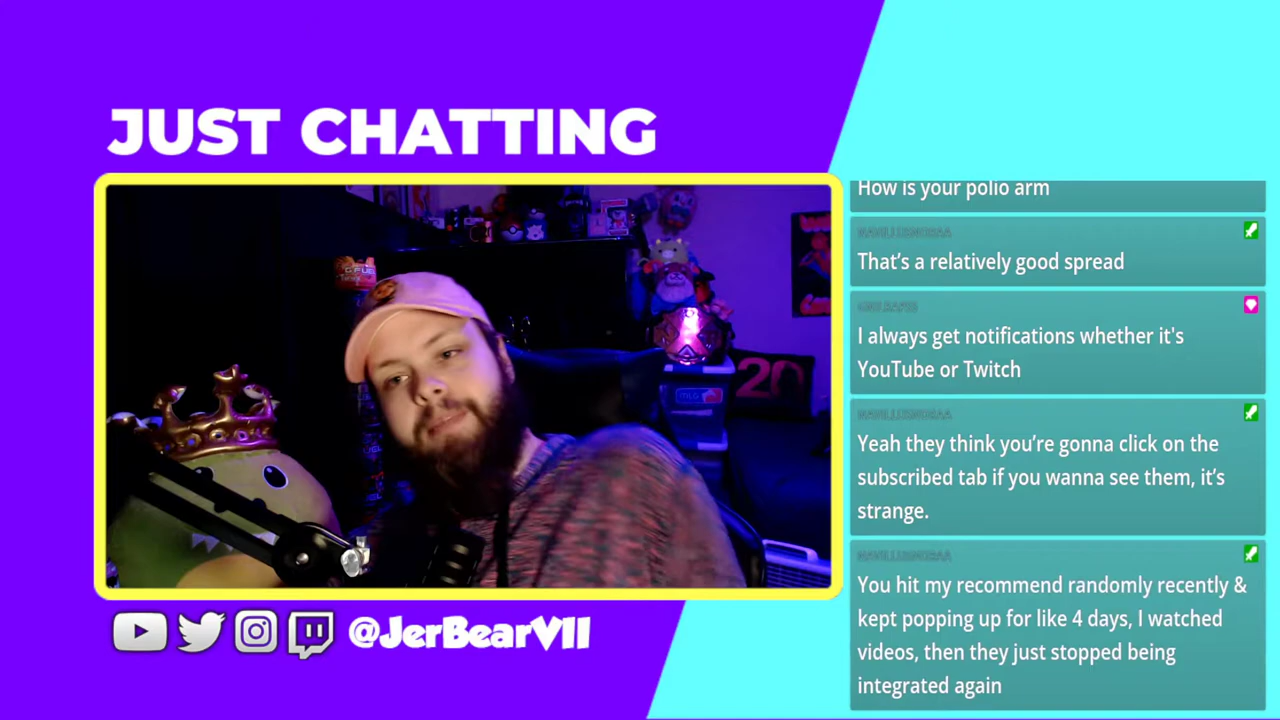 JUST CHATTING
How is your polio arm
That's a relatively good spread
I always get notifications whether it's
YouTube or Twitch
Yeah they think you're gonna click on the
subscribed tab if you wanna see them, it's
strange.
You hit my recommend randomly recently &
kept popping up for like 4 days, I watched
videos, then they just stopped being
integrated again
G FUEL
MLG
20
@JerBearVII